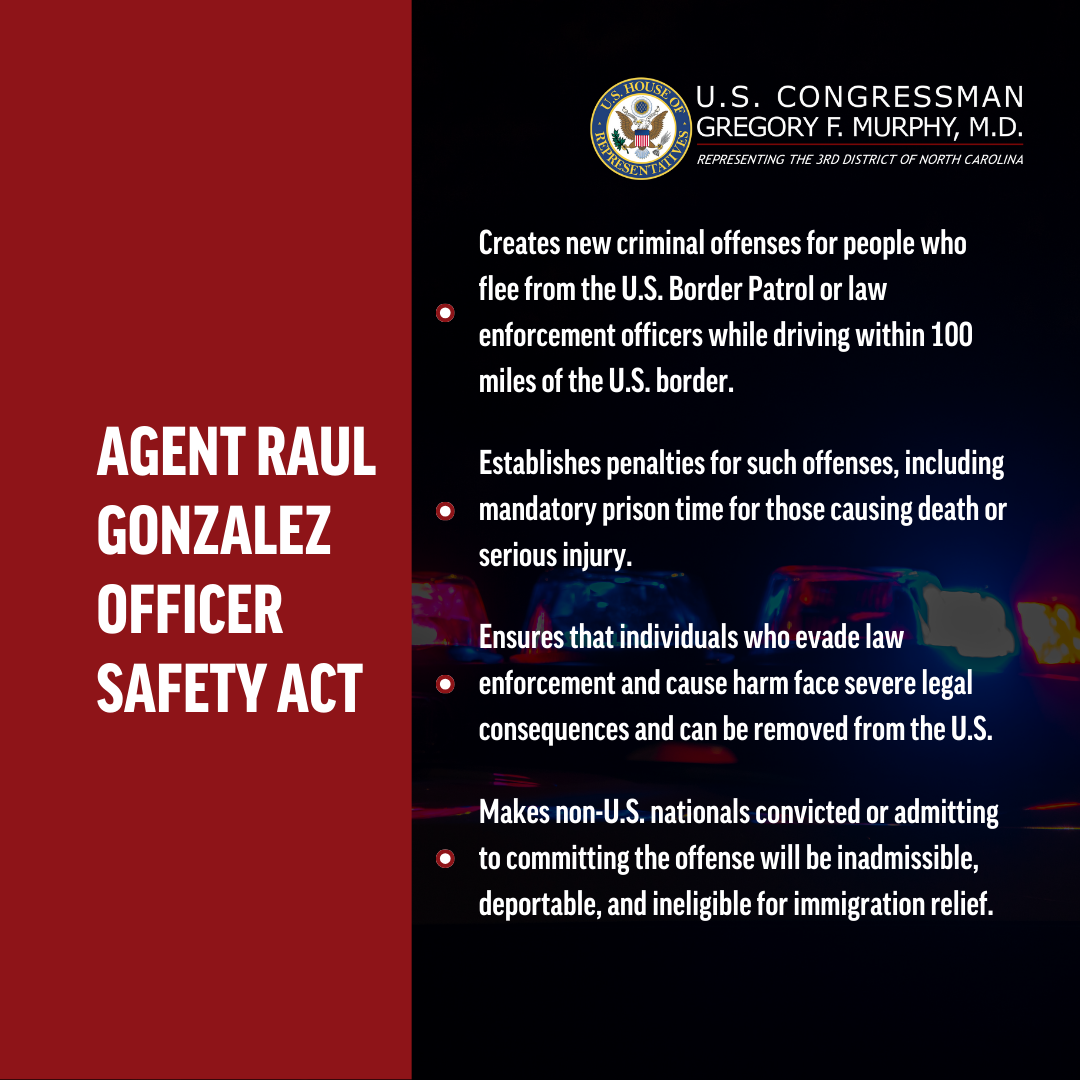 U.S. HOUSE OF
REPRESENTATIVES
U.S. CONGRESSMAN
GREGORY F. MURPHY, M.D.
REPRESENTING THE 3RD DISTRICT OF NORTH CAROLINA
AGENT RAUL
GONZALEZ
OFFICER
SAFETY ACT
Creates new criminal offenses for people who
flee from the U.S. Border Patrol or law
enforcement officers while driving within 100
miles of the U.S. border.
Establishes penalties for such offenses, including
mandatory prison time for those causing death or
serious injury.
Ensures that individuals who evade law
enforcement and cause harm face severe legal
consequences and can be removed from the U.S.
Makes non-U.S. nationals convicted or admitting
to committing the offense will be inadmissible,
deportable, and ineligible for immigration relief.